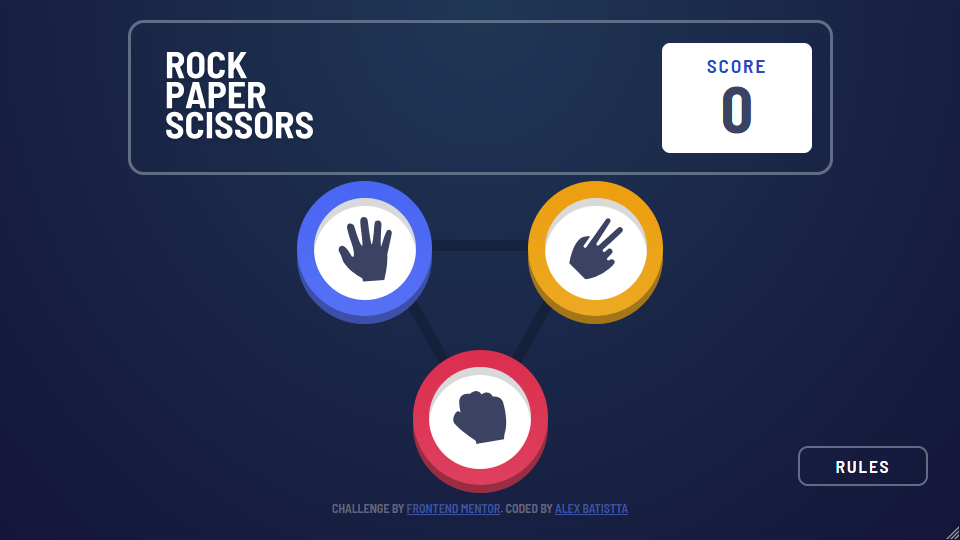 ROCK
PAPER
SCISSORS
SCORE
0
RULES
CHALLENGE BY FRONTEND MENTOR. CODED BY ALEX BATISTTA